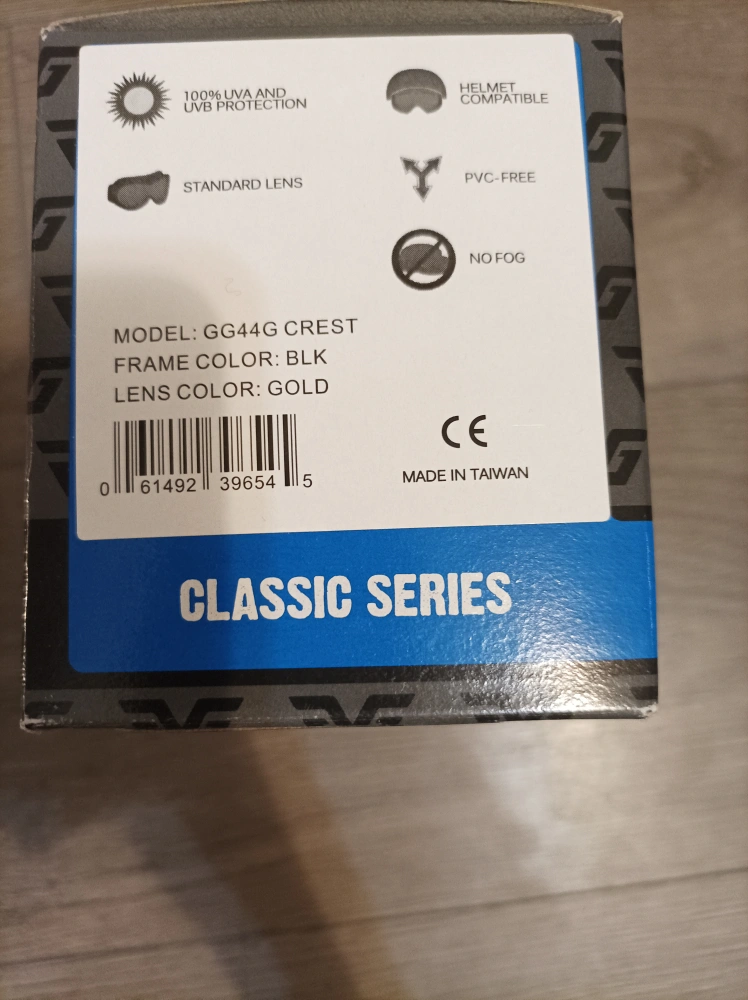 100% UVA AND
UVB PROTECTION
HELMET
COMPATIBLE
STANDARD LENS
PVC-FREE
NO FOG
MODEL: GG44G CREST
FRAME COLOR: BLK
LENS COLOR: GOLD
0 61492 39654 5
CE
MADE IN TAIWAN
CLASSIC SERIES